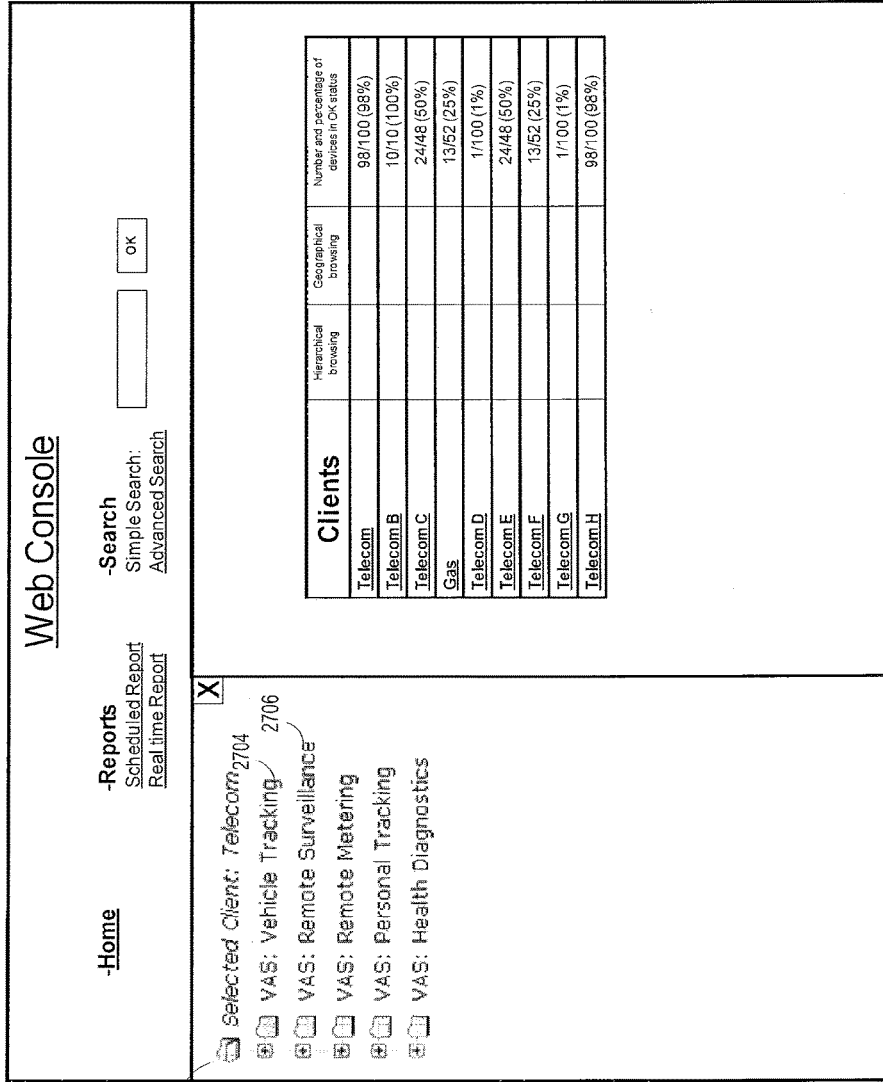 Web Console
-Home
-Reports
Scheduled Report
Real time Report
-Search
Simple Search:
OK
Advanced Search
X
Selected Client: Telecom
2704
VAS: Vehicle Tracking
2706
VAS: Remote Surveillance
VAS: Remote Metering
VAS: Personal Tracking
VAS: Health Diagnostics
Clients Hierarchical browsing Geographical browsing Number and percentage of devices in OK status
Telecom 98/100 (98%)
Telecom B 10/10 (100%)
Telecom C 24/48 (50%)
Gas 13/52 (25%)
Telecom D 1/100 (1%)
Telecom E 24/48 (50%)
Telecom F 13/52 (25%)
Telecom G 1/100 (1%)
Telecom H 98/100 (98%)